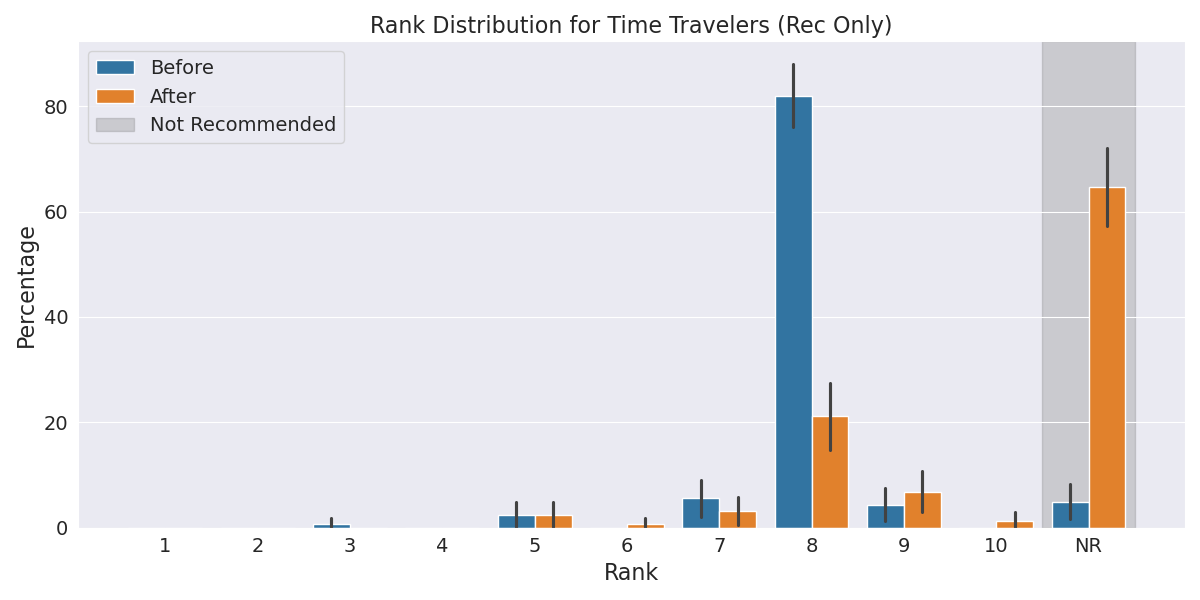 Rank Distribution for Time Travelers (Rec Only)
Before
After
Not Recommended
Percentage
80
60
40
20
0
1 2 3 4 5 6 7 8 9 10 NR
Rank